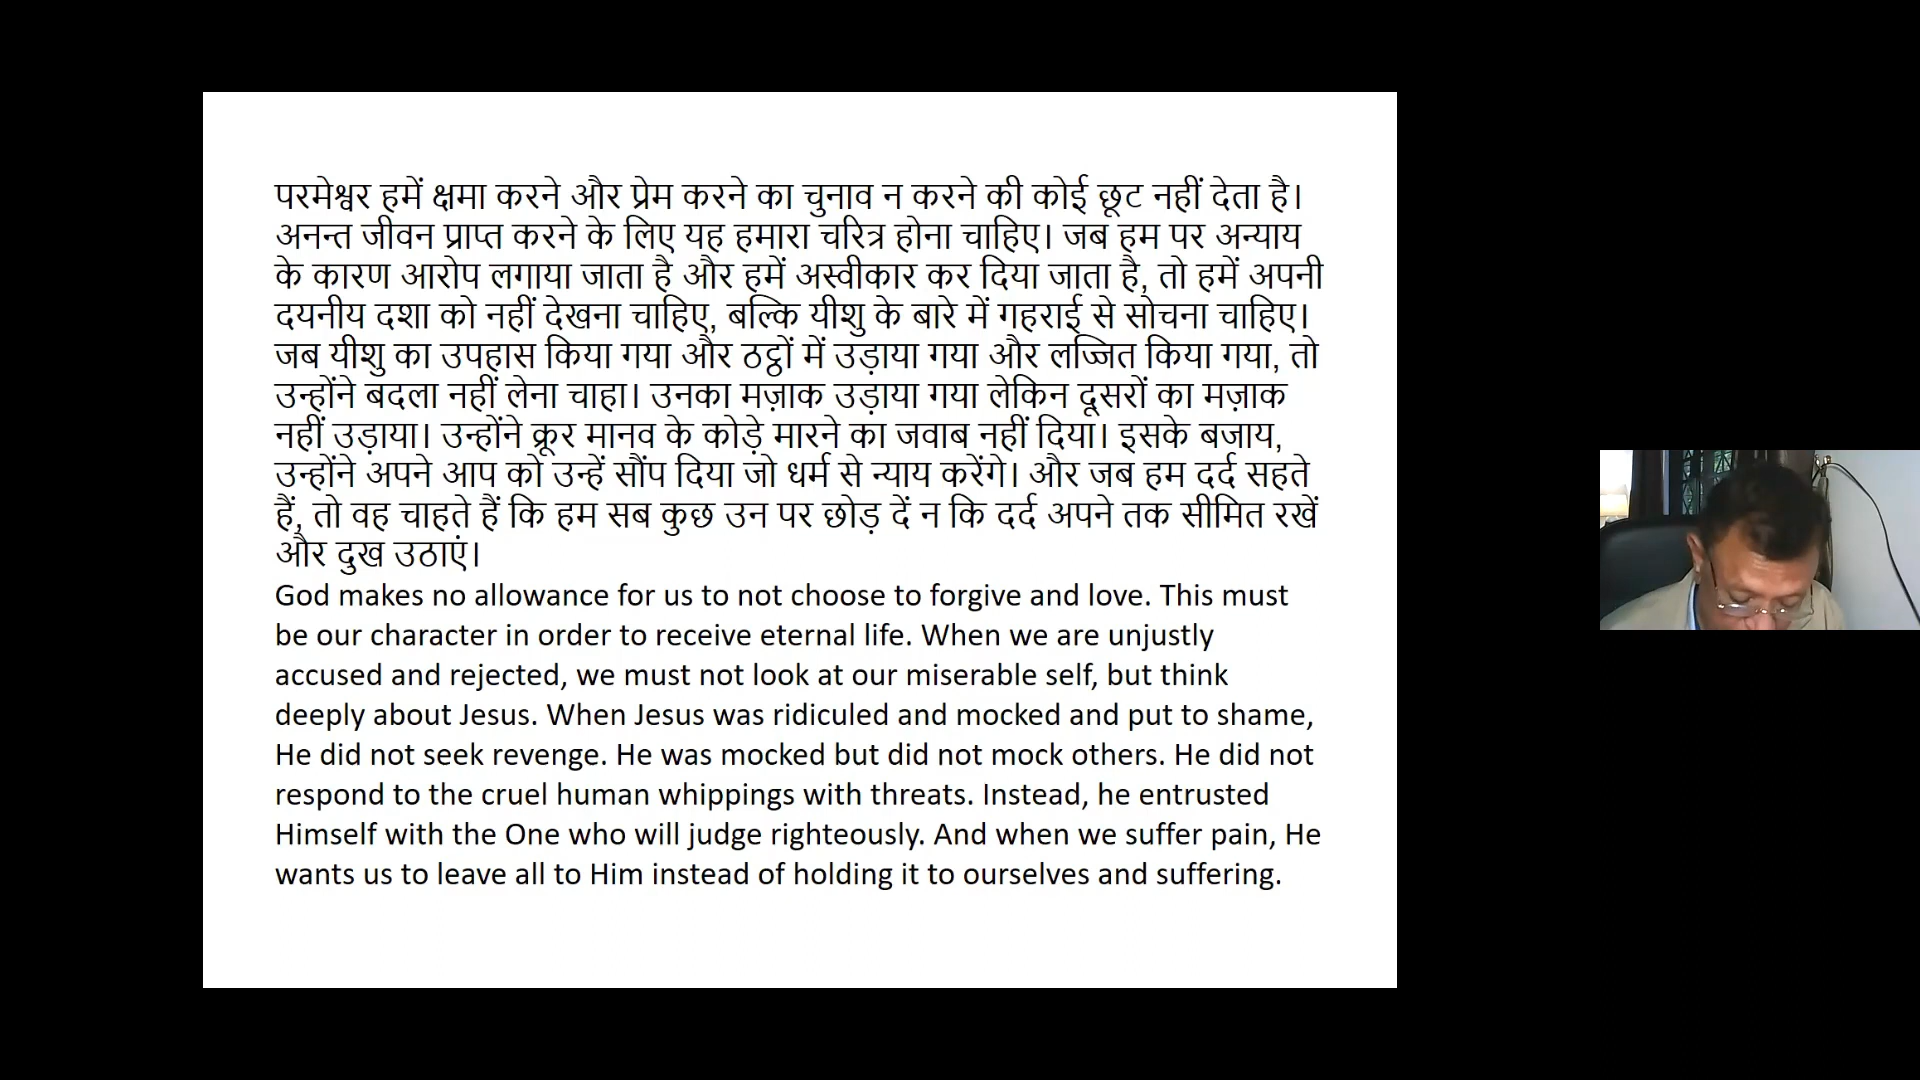 परमेश्वर हमें क्षमा करने और प्रेम करने का चुनाव न करने की कोई छूट नहीं देता है।
अनन्त जीवन प्राप्त करने के लिए यह हमारा चरित्र होना चाहिए। जब हम पर अन्याय
के कारण आरोप लगाया जाता है और हमें अस्वीकार कर दिया जाता है, तो हमें अपनी
दयनीय दशा को नहीं देखना चाहिए, बल्कि यीशु के बारे में गहराई से सोचना चाहिए।
जब यीशु का उपहास किया गया और ठट्ठों में उड़ाया गया और लज्जित किया गया, तो
उन्होंने बदला नहीं लेना चाहा। उनका मज़ाक उड़ाया गया लेकिन दूसरों का मज़ाक
नहीं उड़ाया। उन्होंने क्रूर मानव के कोड़े मारने का जवाब नहीं दिया। इसके बजाय,
उन्होंने अपने आप को उन्हें सौंप दिया जो धर्म से न्याय करेंगे। और जब हम दर्द सहते
हैं, तो वह चाहते हैं कि हम सब कुछ उन पर छोड़ दें न कि दर्द अपने तक सीमित रखें
और दुख उठाएं।
God makes no allowance for us to not choose to forgive and love. This must
be our character in order to receive eternal life. When we are unjustly
accused and rejected, we must not look at our miserable self, but think
deeply about Jesus. When Jesus was ridiculed and mocked and put to shame,
He did not seek revenge. He was mocked but did not mock others. He did not
respond to the cruel human whippings with threats. Instead, he entrusted
Himself with the One who will judge righteously. And when we suffer pain, He
wants us to leave all to Him instead of holding it to ourselves and suffering.